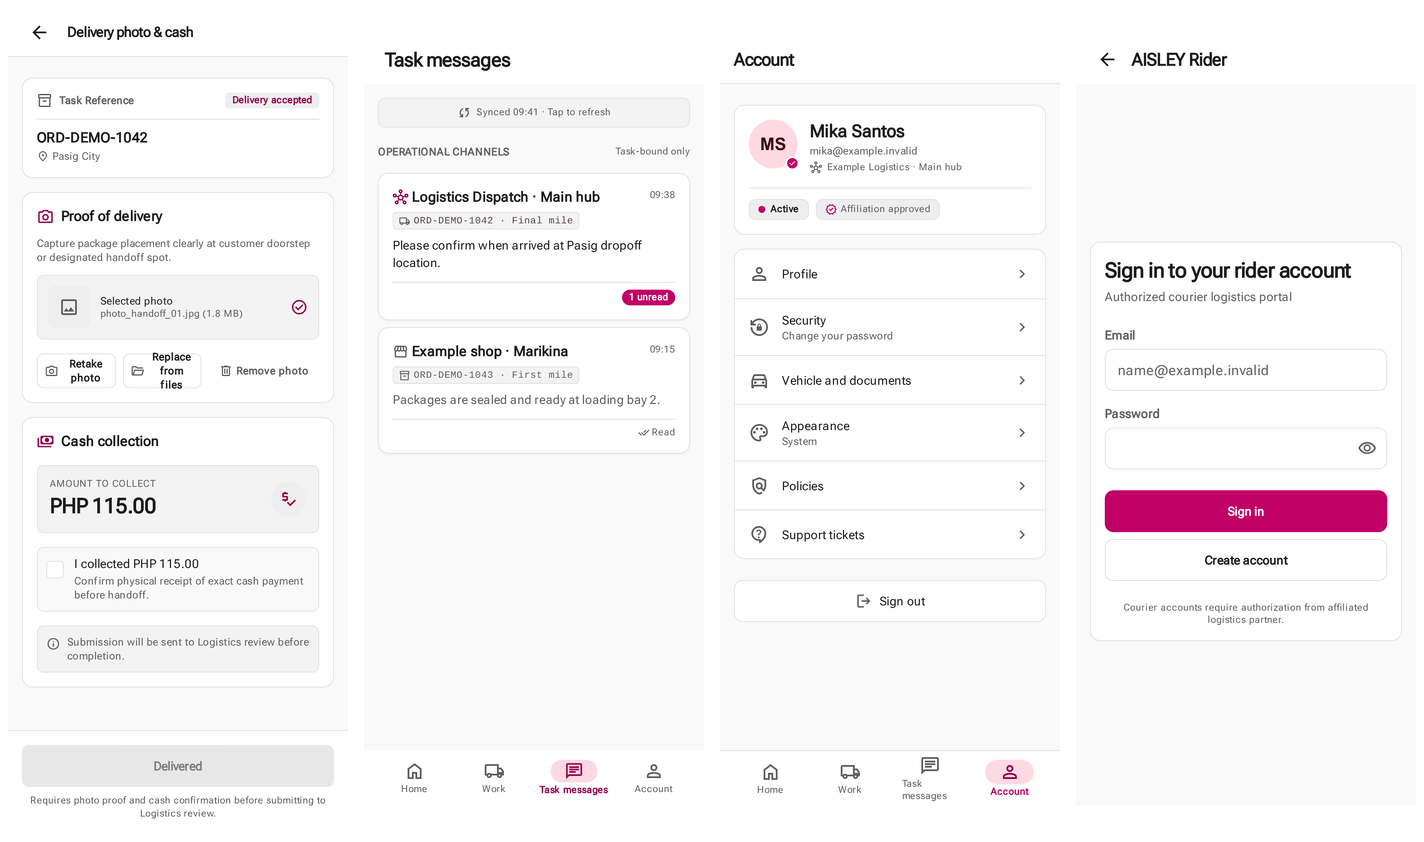 Delivery photo & cash
Task Reference
Delivery accepted
ORD-DEMO-1042
Pasig City
Proof of delivery
Capture package placement clearly at customer doorstep
or designated handoff spot.
Selected photo
photo_handoff_01.jpg (1.8 MB)
Retake
photo
Replace
from
files
Remove photo
Cash collection
AMOUNT TO COLLECT
PHP 115.00
I collected PHP 115.00
Confirm physical receipt of exact cash payment
before handoff.
Submission will be sent to Logistics review before
completion.
Delivered
Requires photo proof and cash confirmation before submitting to
Logistics review.
Task messages
Synced 09:41 · Tap to refresh
OPERATIONAL CHANNELS
Task-bound only
Logistics Dispatch · Main hub
09:38
ORD-DEMO-1042 · Final mile
Please confirm when arrived at Pasig dropoff
location.
1 unread
Example shop · Marikina
09:15
ORD-DEMO-1043 · First mile
Packages are sealed and ready at loading bay 2.
Read
Home
Work
Task messages
Account
Account
MS
Mika Santos
mika@example.invalid
Example Logistics · Main hub
Active
Affiliation approved
Profile
Security
Change your password
Vehicle and documents
Appearance
System
Policies
Support tickets
Sign out
Home
Work
Task
messages
Account
AISLEY Rider
Sign in to your rider account
Authorized courier logistics portal
Email
name@example.invalid
Password
Sign in
Create account
Courier accounts require authorization from affiliated
logistics partner.